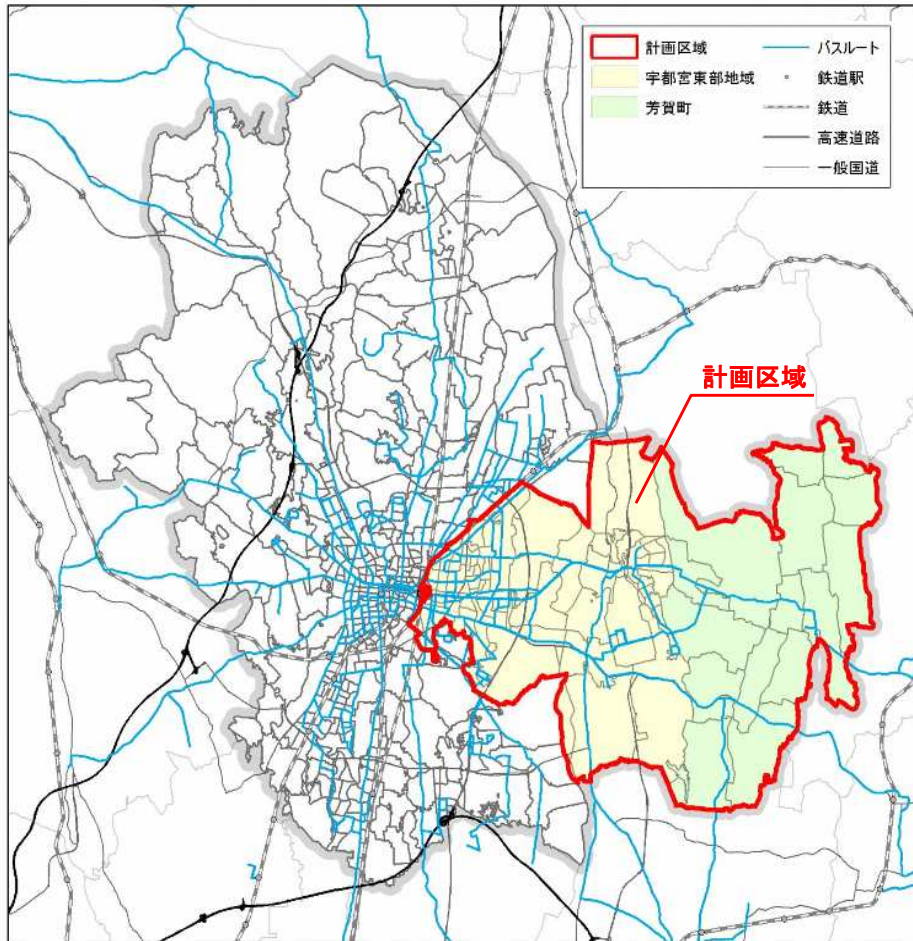 計画区域
宇都宮東部地域
芳賀町
バスルート
鉄道駅
鉄道
高速道路
一般国道
計画区域